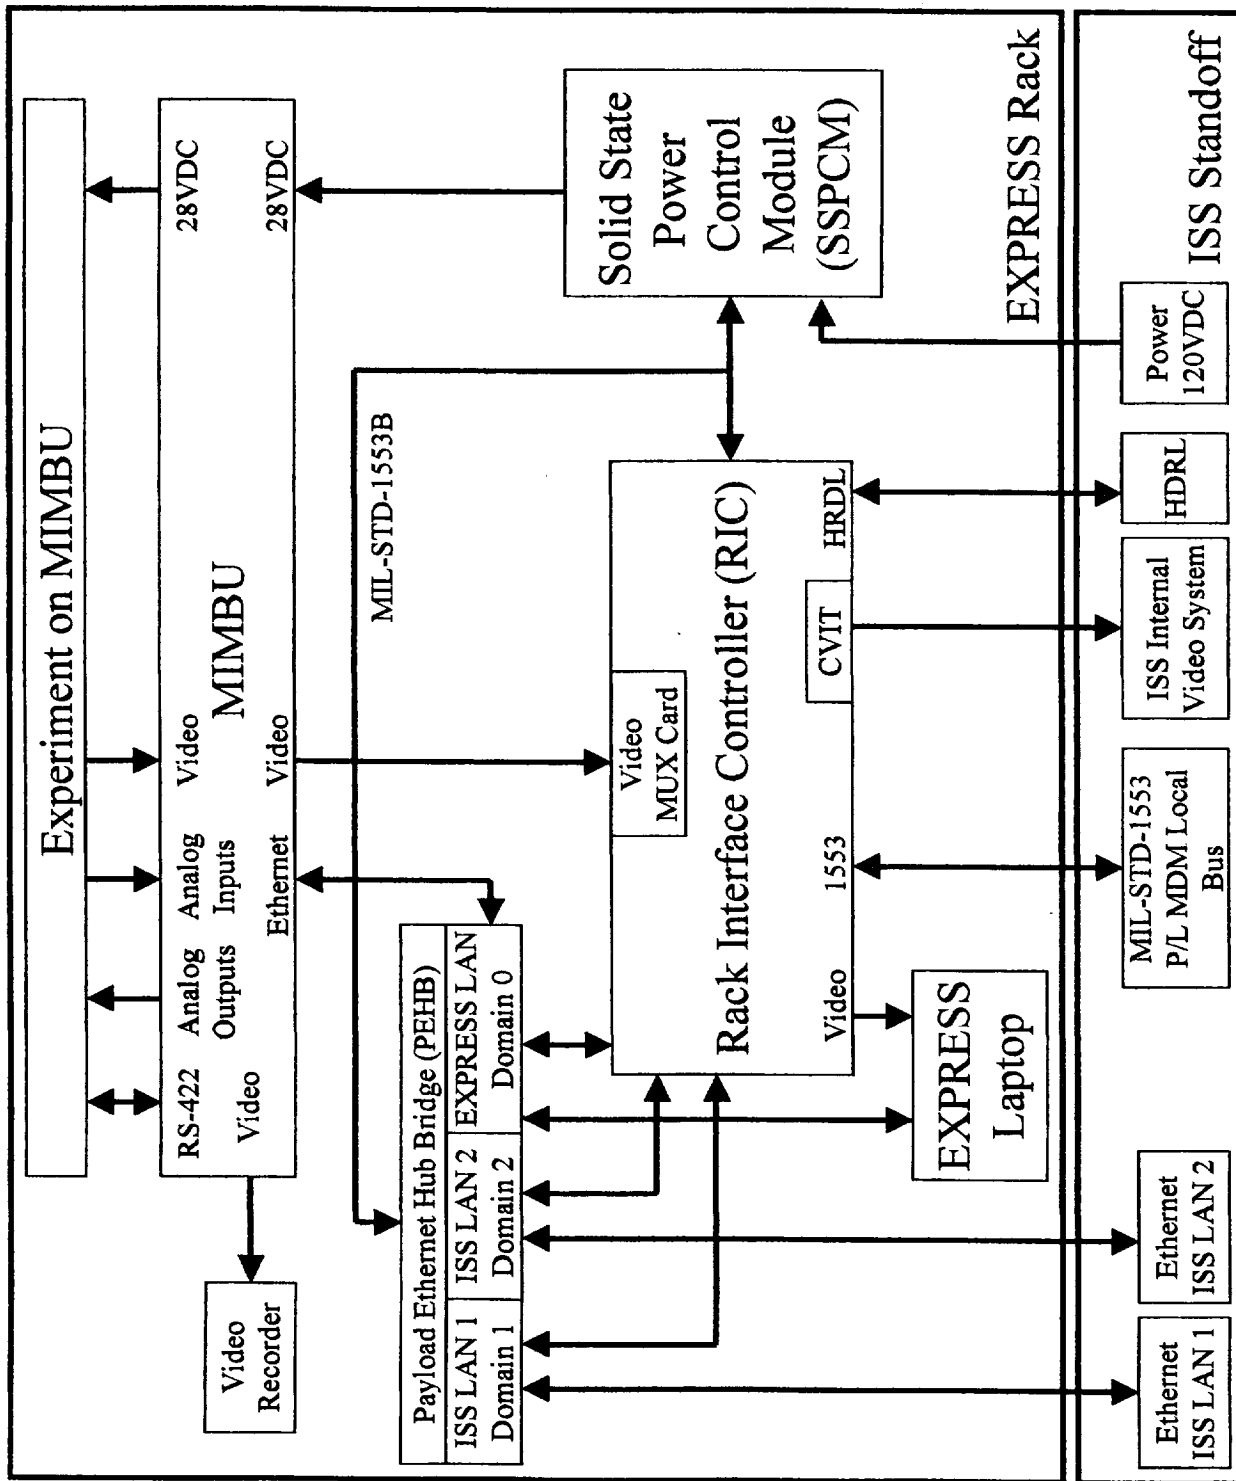 Experiment on MIMBU
RS-422
Analog
Outputs
Analog
Inputs
Video
28VDC
MIMBU
Video
Ethernet
Video
28VDC
Video
Recorder
MIL-STD-1553B
Payload Ethernet Hub Bridge (PEHB)
ISS LAN 1
Domain 1
ISS LAN 2
Domain 2
EXPRESS LAN
Domain 0
Solid State
Power
Control
Module
(SSPCM)
Video
MUX Card
Rack Interface Controller (RIC)
Video
1553
CVIT
HRDL
EXPRESS
Laptop
EXPRESS Rack
Ethernet
ISS LAN 1
Ethernet
ISS LAN 2
MIL-STD-1553
P/L MDM Local
Bus
ISS Internal
Video System
HDRL
Power
120VDC
ISS Standoff